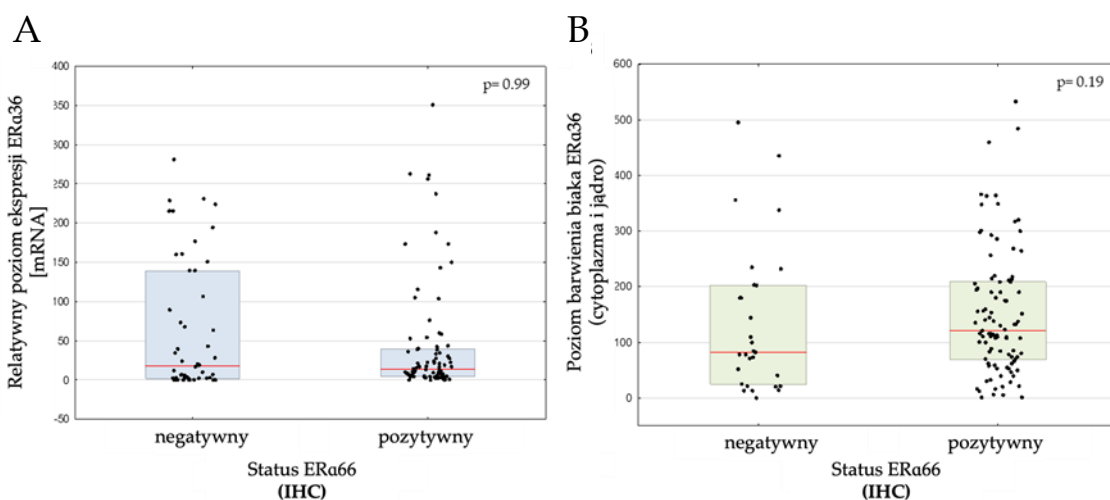 A
Relatywny poziom ekspresji ERα36
[mRNA]
400
350
300
250
200
150
100
50
0
-50
p= 0.99
negatywny
pozytywny
Status ERα66
(IHC)
B
Poziom barwienia biaka ERα36
(cytoplazma i jądro)
600
500
400
300
200
100
0
p= 0.19
negatywny
pozytywny
Status ERα66
(IHC)